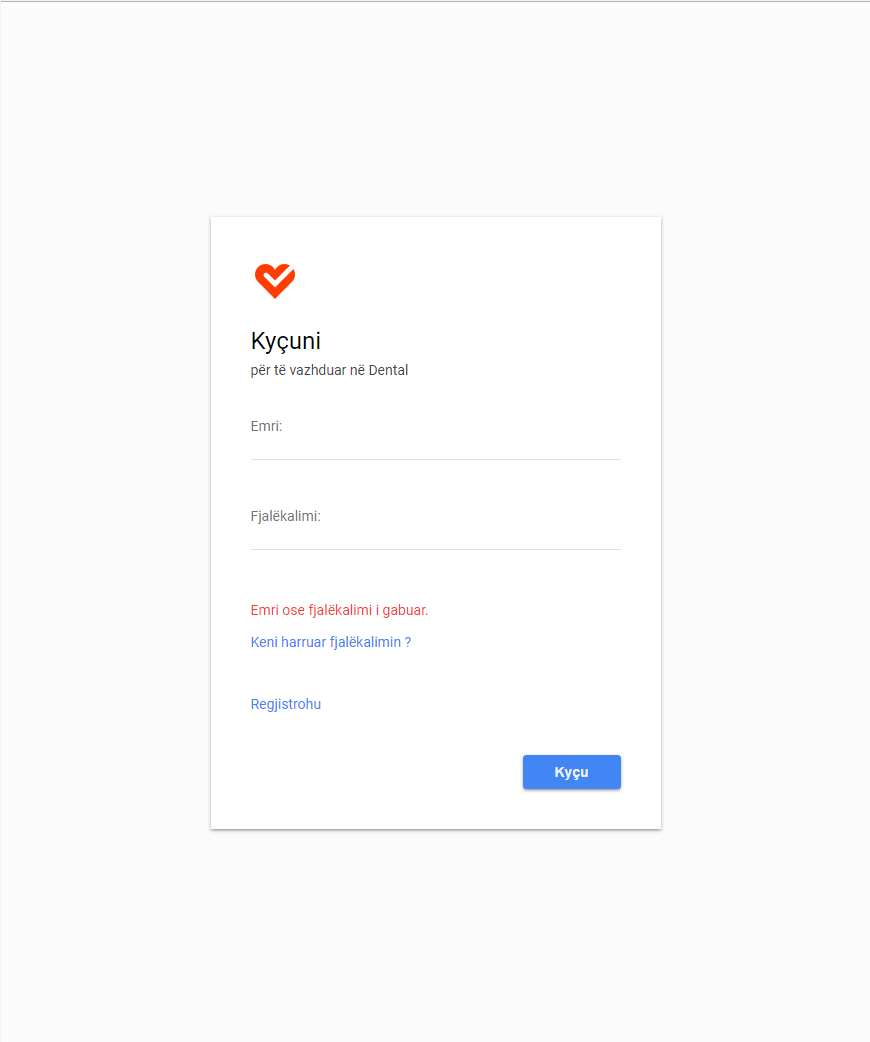 Kyçuni
për të vazhduar në Dental
Emri:
Fjalëkalimi:
Emri ose fjalëkalimi i gabuar.
Keni harruar fjalëkalimin ?
Regjistrohu
Kyçu